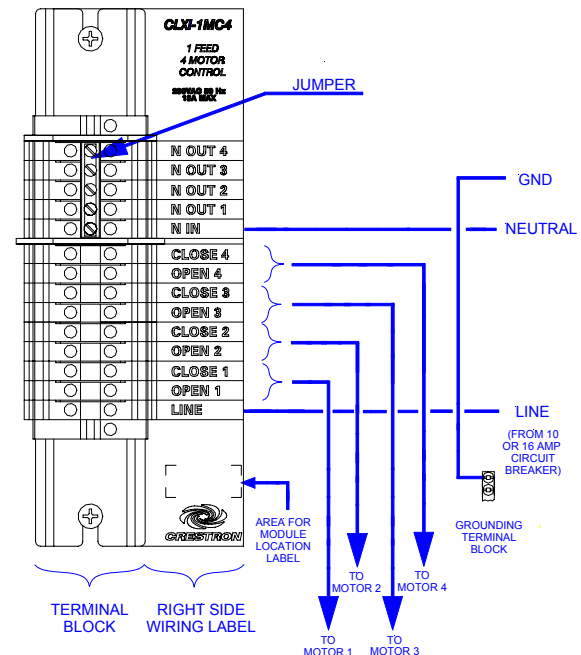 CLXI-1MC4
1 FEED
4 MOTOR
CONTROL
16A MAX
JUMPER
N OUT 4
N OUT 3
N OUT 2
N OUT 1
N IN
CLOSE 4
OPEN 4
CLOSE 3
OPEN 3
CLOSE 2
OPEN 2
CLOSE 1
OPEN 1
LINE
GND
NEUTRAL
LINE
(FROM 10
OR 16 AMP
CIRCUIT
BREAKER)
GROUNDING
TERMINAL
BLOCK
CRESTRON
AREA FOR
MODULE
LOCATION
LABEL
TO
MOTOR 2
TO
MOTOR 4
TO
MOTOR 1
TO
MOTOR 3
TERMINAL
BLOCK
RIGHT SIDE
WIRING LABEL